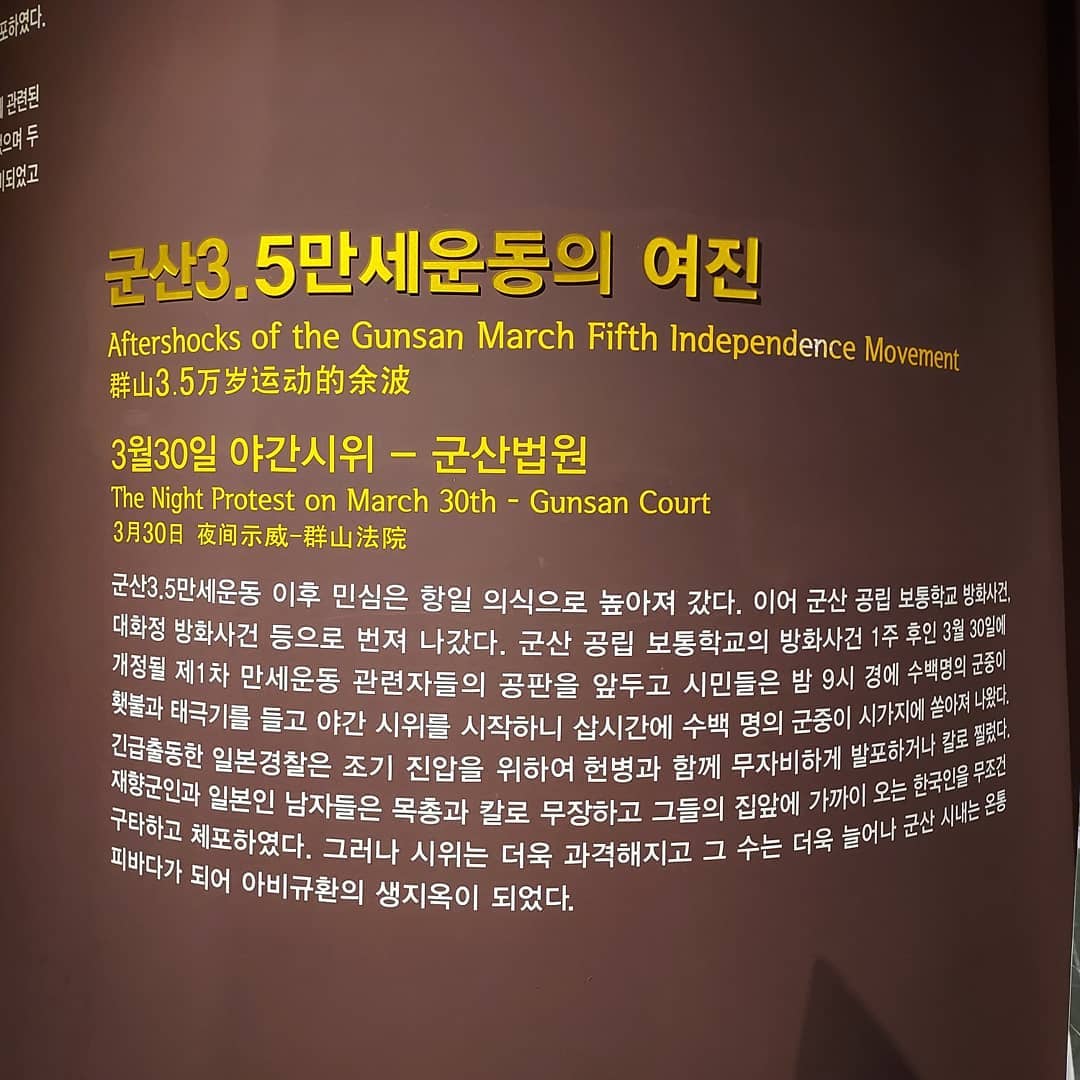 포하였다.
관련된
으며 두
되었고
군산3.5만세운동의 여진
Aftershocks of the Gunsan March Fifth Independence Movement
群山3.5万岁运动的余波
3월30일 야간시위 – 군산법원
The Night Protest on March 30th - Gunsan Court
3月30日 夜间示威-群山法院
군산3.5만세운동 이후 민심은 항일 의식으로 높아져 갔다. 이어 군산 공립 보통학교 방화사건,
대화정 방화사건 등으로 번져 나갔다. 군산 공립 보통학교의 방화사건 1주 후인 3월 30일에
개정될 제1차 만세운동 관련자들의 공판을 앞두고 시민들은 밤 9시 경에 수백명의 군중이
횃불과 태극기를 들고 야간 시위를 시작하니 삽시간에 수백 명의 군중이 시가지에 쏟아져 나왔다.
긴급출동한 일본경찰은 조기 진압을 위하여 헌병과 함께 무자비하게 발포하거나 칼로 찔렀다.
재향군인과 일본인 남자들은 목총과 칼로 무장하고 그들의 집앞에 가까이 오는 한국인을 무조건
구타하고 체포하였다. 그러나 시위는 더욱 과격해지고 그 수는 더욱 늘어나 군산 시내는 온통
피바다가 되어 아비규환의 생지옥이 되었다.